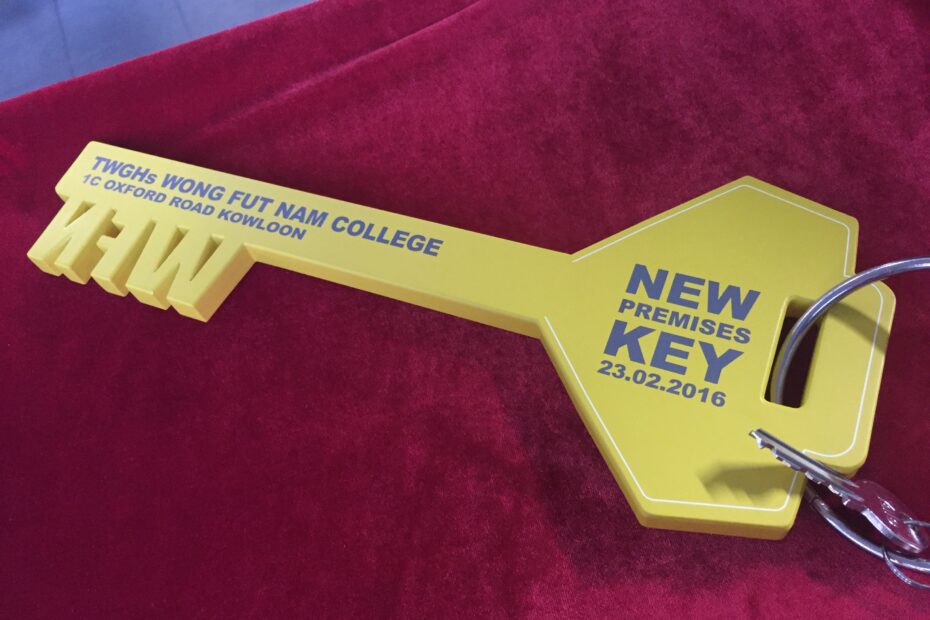 TWGHs WONG FUT NAM COLLEGE
1C OXFORD ROAD KOWLOON
NEW
PREMISES
KEY
23.02.2016